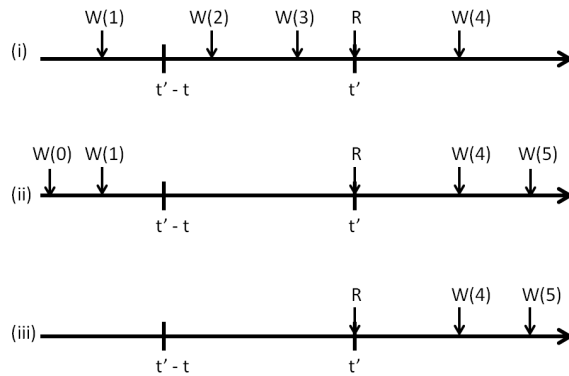 W(1) W(2) W(3) R W(4)
(i)
t' - t t'
W(0) W(1) R W(4) W(5)
(ii)
t' - t t'
R W(4) W(5)
(iii)
t' - t t'